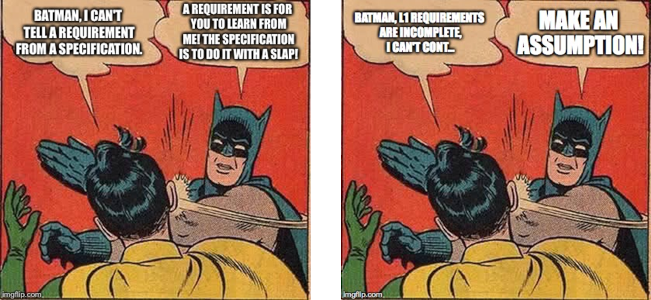 BATMAN, I CAN'T
TELL A REQUIREMENT
FROM A SPECIFICATION.
A REQUIREMENT IS FOR
YOU TO LEARN FROM
ME! THE SPECIFICATION
IS TO DO IT WITH A SLAP!
imgflip.com
BATMAN, L1 REQUIREMENTS
ARE INCOMPLETE,
I CAN'T CONT...
MAKE AN
ASSUMPTION!
imgflip.com